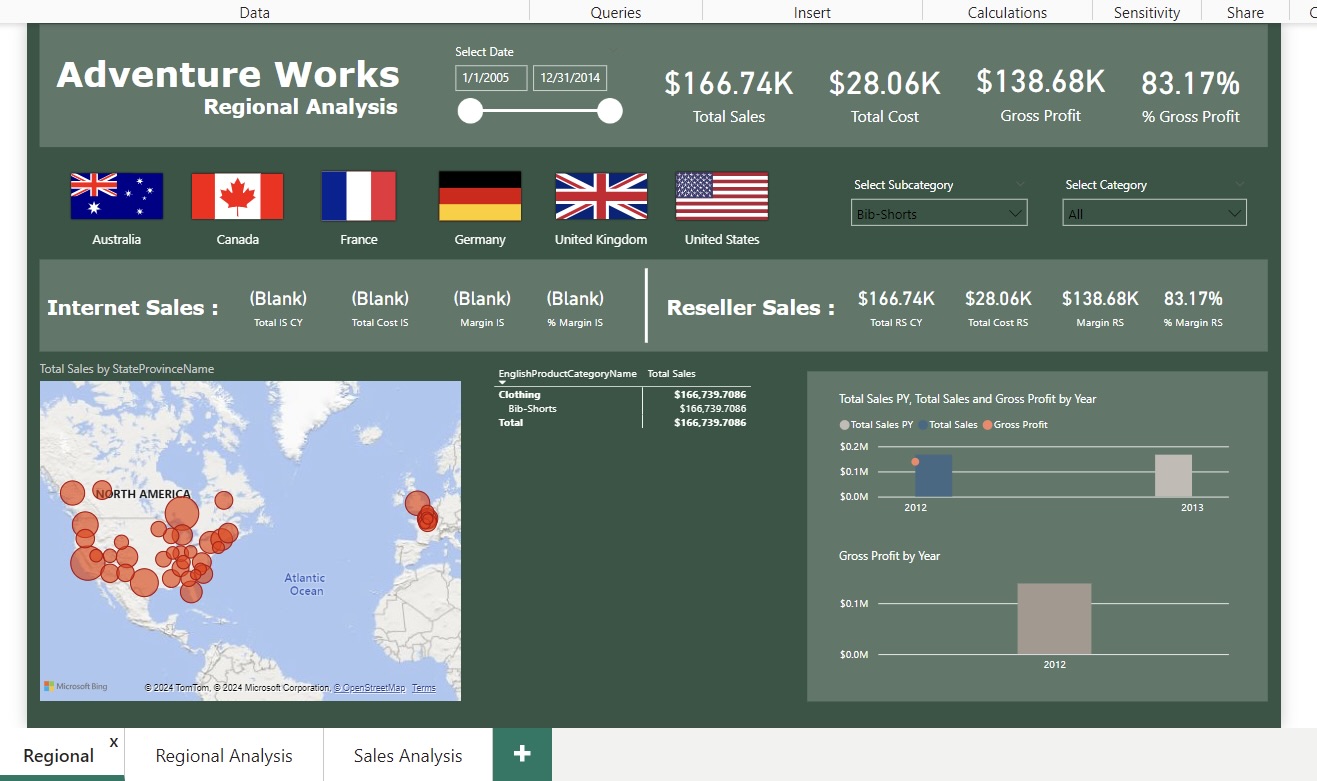 Data Queries Insert Calculations Sensitivity Share
Adventure Works
Regional Analysis
Select Date
1/1/2005 12/31/2014
$166.74K $28.06K $138.68K 83.17%
Total Sales Total Cost Gross Profit % Gross Profit
Australia Canada France Germany United Kingdom United States
Select Subcategory Select Category
Bib-Shorts All
Internet Sales :
(Blank) (Blank) (Blank) (Blank)
Total IS CY Total Cost IS Margin IS % Margin IS
Reseller Sales :
$166.74K $28.06K $138.68K 83.17%
Total RS CY Total Cost RS Margin RS % Margin RS
Total Sales by StateProvinceName
NORTH AMERICA
Atlantic
Ocean
Microsoft Bing
© 2024 TomTom, © 2024 Microsoft Corporation, © OpenStreetMap Terms
EnglishProductCategoryName Total Sales
Clothing $166,739.7086
Bib-Shorts $166,739.7086
Total $166,739.7086
Total Sales PY, Total Sales and Gross Profit by Year
Total Sales PY Total Sales Gross Profit
$0.2M
$0.1M
$0.0M
2012 2013
Gross Profit by Year
$0.1M
$0.0M
2012
Regional x Regional Analysis Sales Analysis +